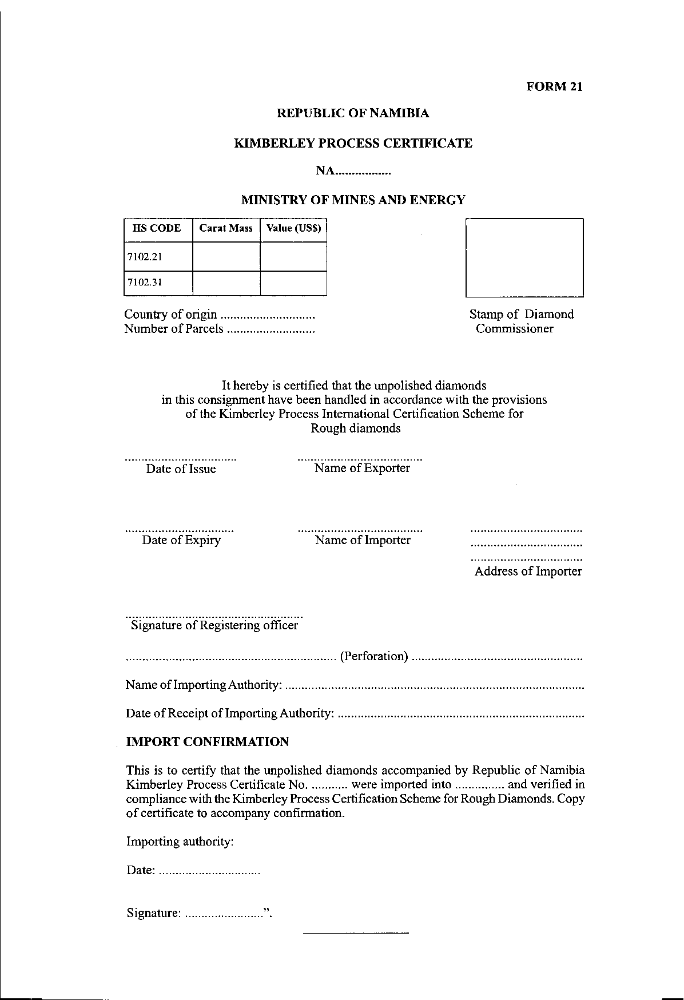 FORM 21
REPUBLIC OF NAMIBIA
KIMBERLEY PROCESS CERTIFICATE
NA.................
MINISTRY OF MINES AND ENERGY
HS CODE Carat Mass Value (US$)
7102.21
7102.31
Country of origin ............................. Stamp of Diamond
Number of Parcels ........................... Commissioner
It hereby is certified that the unpolished diamonds
in this consignment have been handled in accordance with the provisions
of the Kimberley Process International Certification Scheme for
Rough diamonds
.................................. ......................................
Date of Issue Name of Exporter
................................. ...................................... ..................................
Date of Expiry Name of Importer ..................................
..................................
Address of Importer
......................................................
Signature of Registering officer
................................................................ (Perforation) ....................................................
Name of Importing Authority: ...........................................................................................
Date of Receipt of Importing Authority: ...........................................................................
IMPORT CONFIRMATION
This is to certify that the unpolished diamonds accompanied by Republic of Namibia
Kimberley Process Certificate No. ........... were imported into ............... and verified in
compliance with the Kimberley Process Certification Scheme for Rough Diamonds. Copy
of certificate to accompany confirmation.
Importing authority:
Date: ...............................
Signature: ........................”.